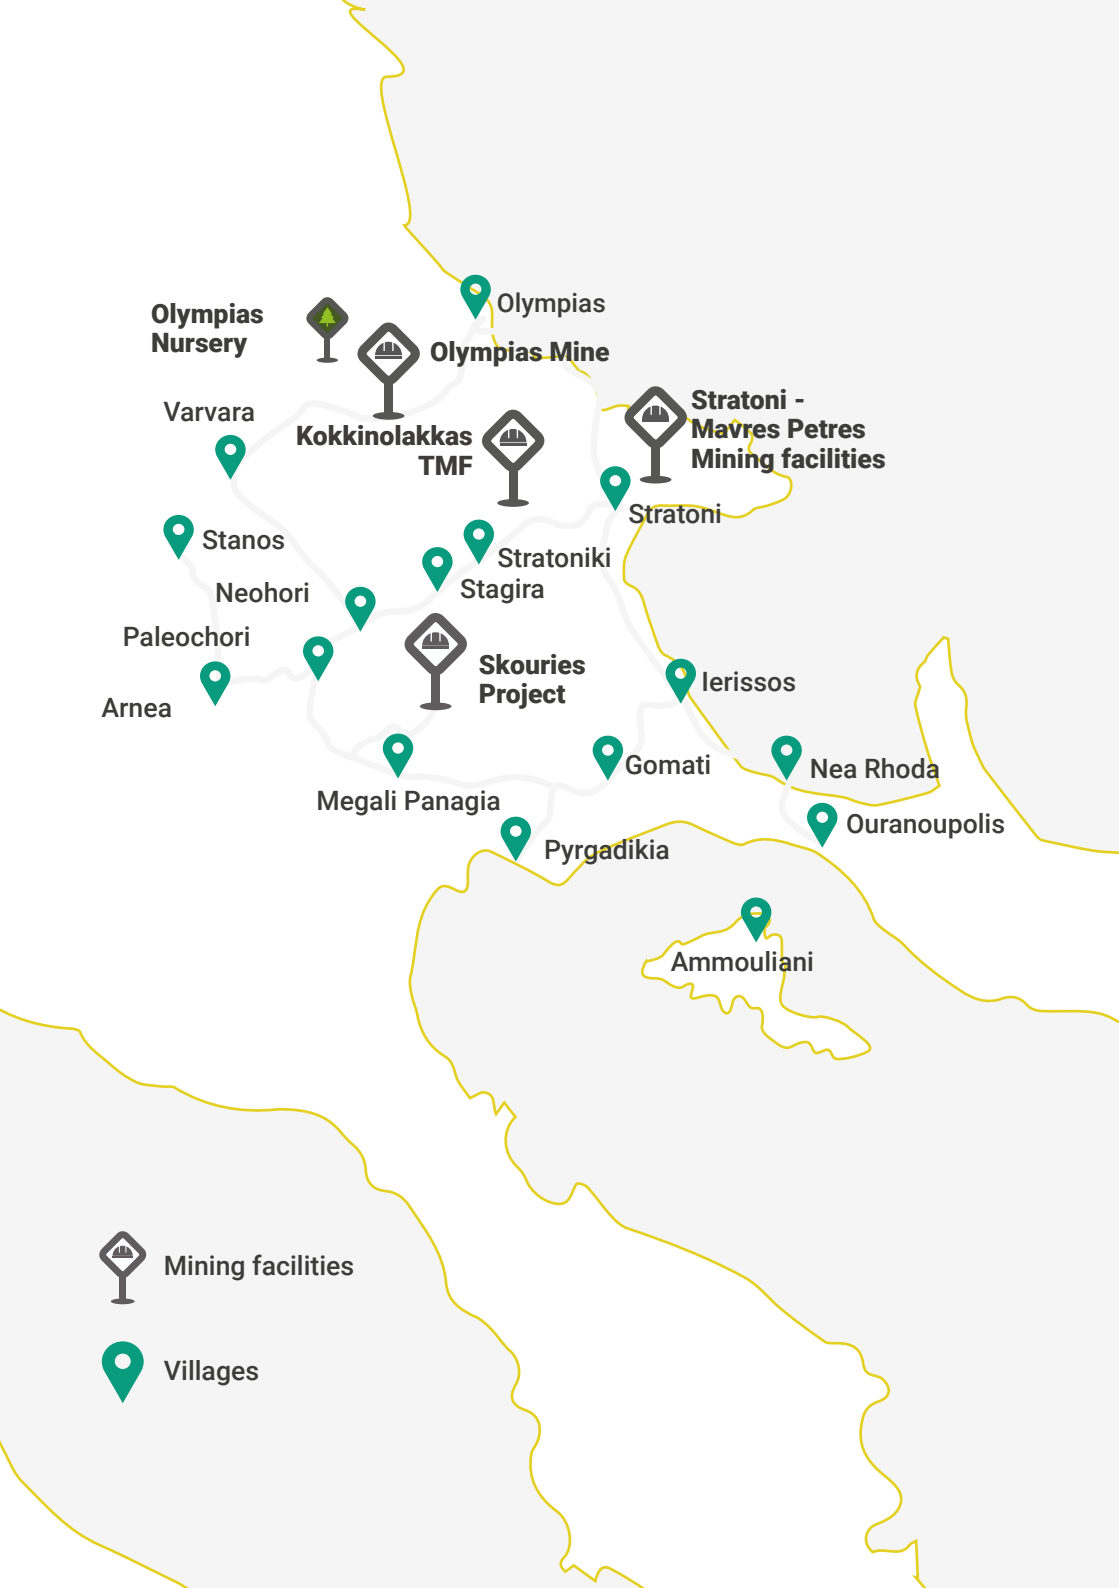 Olympias
Olympias
Nursery
Olympias Mine
Stratoni -
Mavres Petres
Mining facilities
Varvara
Kokkinolakkas
TMF
Stratoni
Stanos
Stratoniki
Stagira
Neohori
Paleochori
Skouries
Project
Ierissos
Arnea
Gomati
Nea Rhoda
Megali Panagia
Ouranoupolis
Pyrgadikia
Ammouliani
Mining facilities
Villages